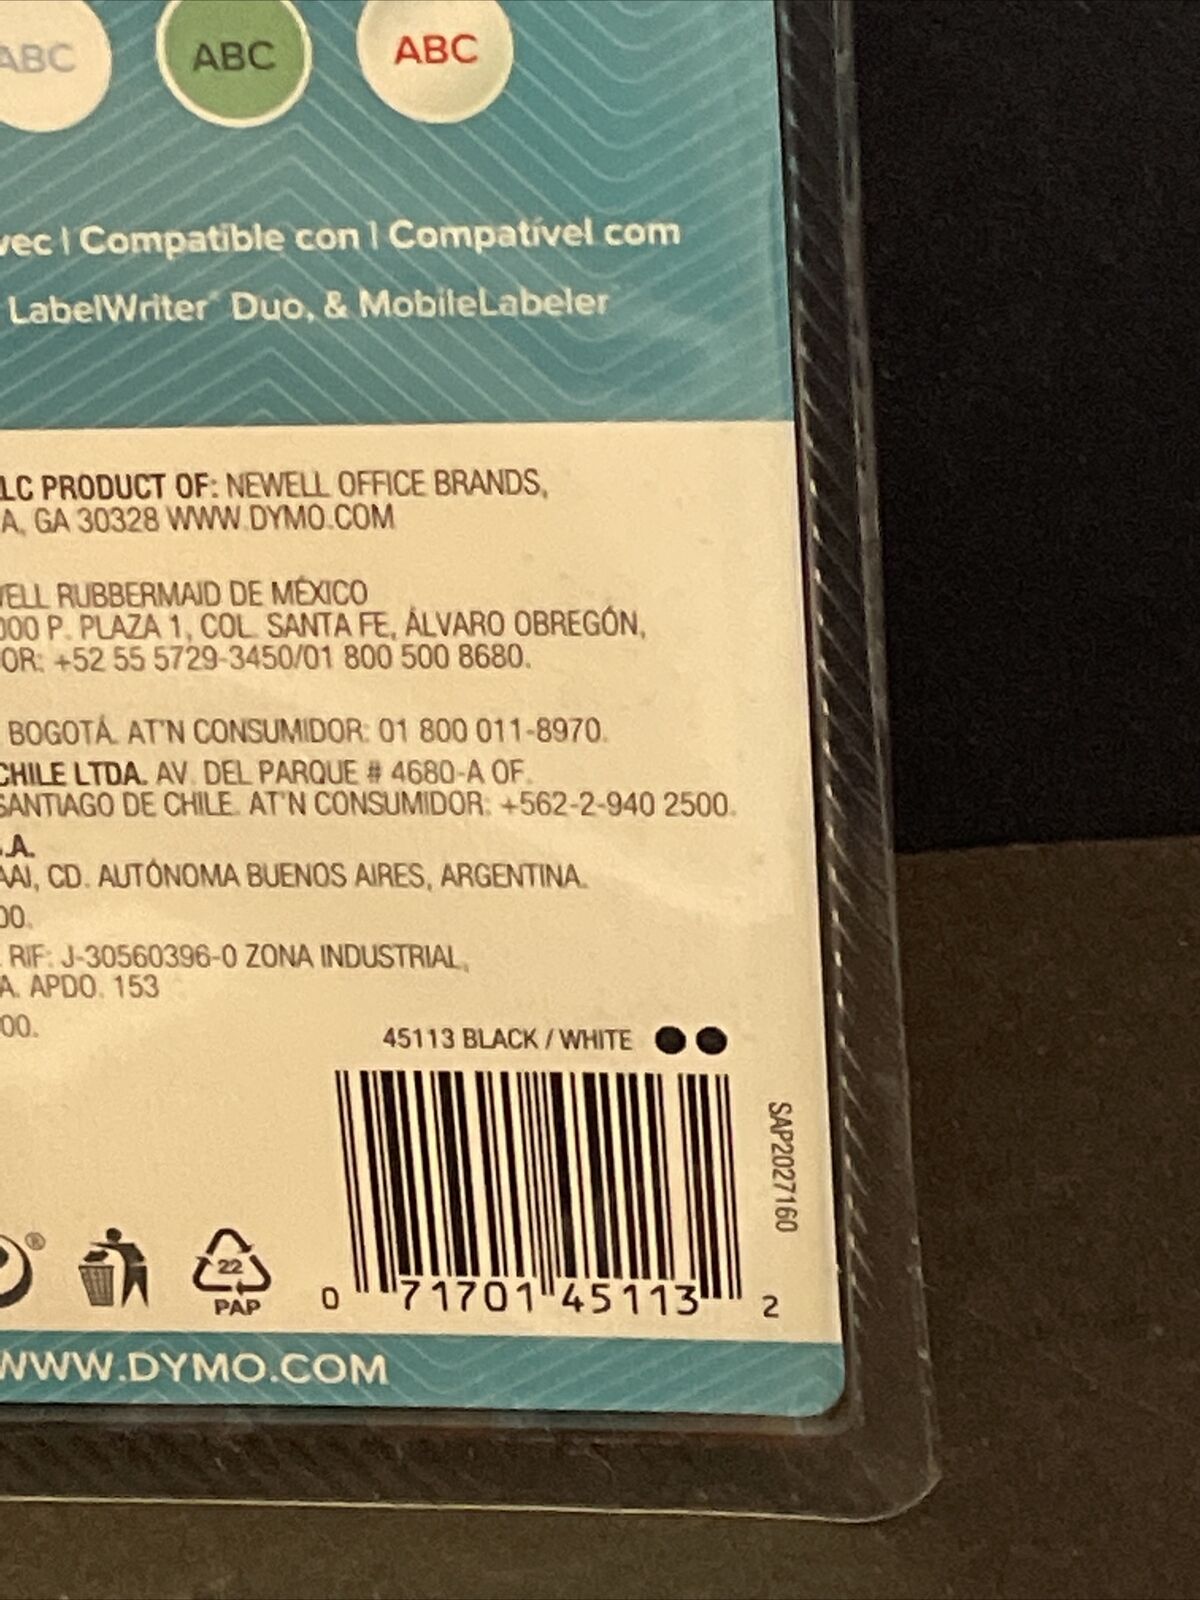 ABC ABC ABC
vec | Compatible con | Compatível com
LabelWriter® Duo, & MobileLabeler
LC PRODUCT OF: NEWELL OFFICE BRANDS,
A, GA 30328 WWW.DYMO.COM
ELL RUBBERMAID DE MÉXICO
000 P. PLAZA 1, COL. SANTA FE, ÁLVARO OBREGÓN,
OR: +52 55 5729-3450/01 800 500 8680.
BOGOTÁ. AT'N CONSUMIDOR: 01 800 011-8970.
CHILE LTDA. AV. DEL PARQUE # 4680-A OF.
SANTIAGO DE CHILE. AT'N CONSUMIDOR: +562-2-940 2500.
.A.
AAI, CD. AUTÓNOMA BUENOS AIRES, ARGENTINA.
00.
RIF: J-30560396-0 ZONA INDUSTRIAL,
A. APDO. 153
00.
45113 BLACK / WHITE
SAP2027160
®
22
PAP
0 71701 45113 2
WWW.DYMO.COM